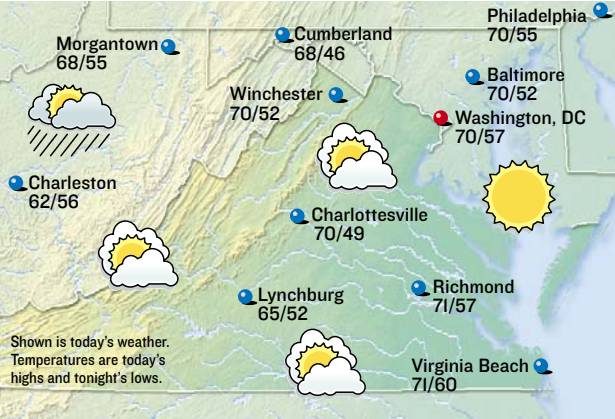 Philadelphia
70/55
Morgantown
68/55
Cumberland
68/46
Baltimore
70/52
Winchester
70/52
Washington, DC
70/57
Charleston
62/56
Charlottesville
70/49
Richmond
71/57
Lynchburg
65/52
Shown is today's weather.
Temperatures are today's
highs and tonight's lows.
Virginia Beach
71/60